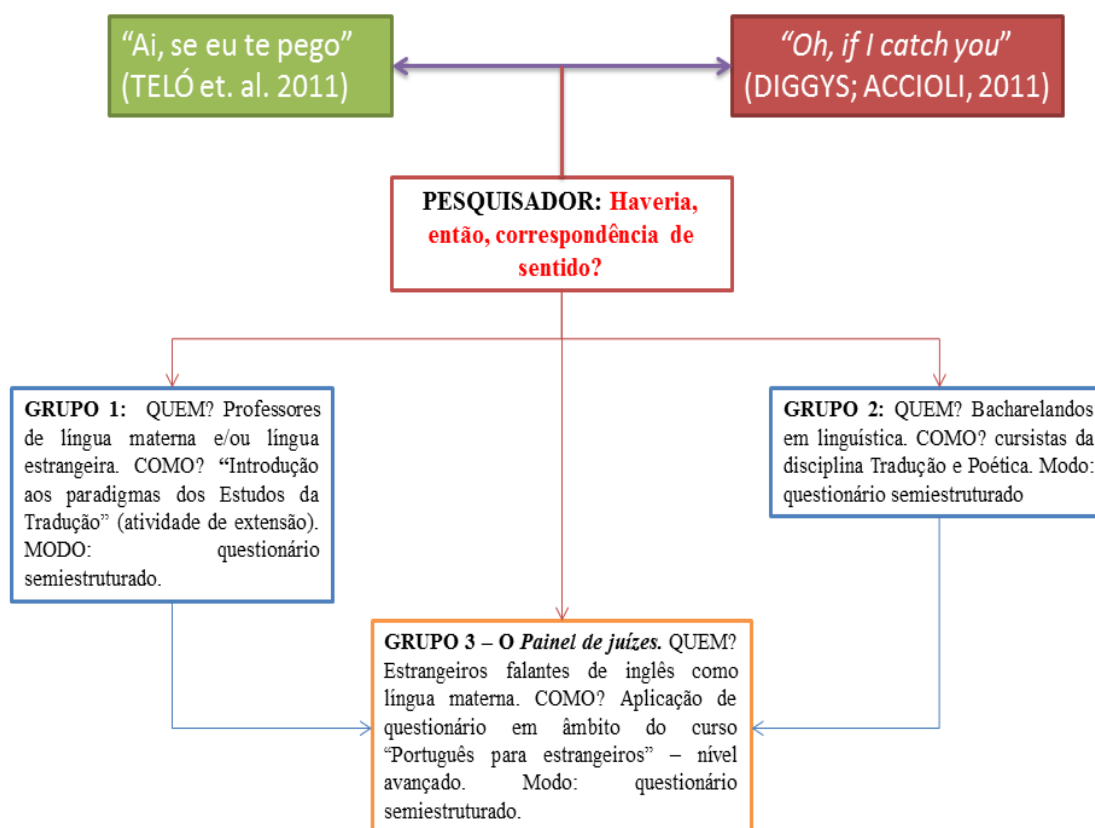 “Ai, se eu te pego”
(TELÓ et. al. 2011)
“Oh, if I catch you”
(DIGGYS; ACCIOLI, 2011)
PESQUISADOR: Haveria,
então, correspondência de
sentido?
GRUPO 1: QUEM? Professores
de língua materna e/ou língua
estrangeira. COMO? “Introdução
aos paradigmas dos Estudos da
Tradução” (atividade de extensão).
MODO: questionário
semiestruturado.
GRUPO 2: QUEM? Bacharelandos
em linguística. COMO? cursistas da
disciplina Tradução e Poética. Modo:
questionário semiestruturado
GRUPO 3 – O Painel de juízes. QUEM?
Estrangeiros falantes de inglês como
língua materna. COMO? Aplicação de
questionário em âmbito do curso
“Português para estrangeiros” – nível
avançado. Modo: questionário
semiestruturado.